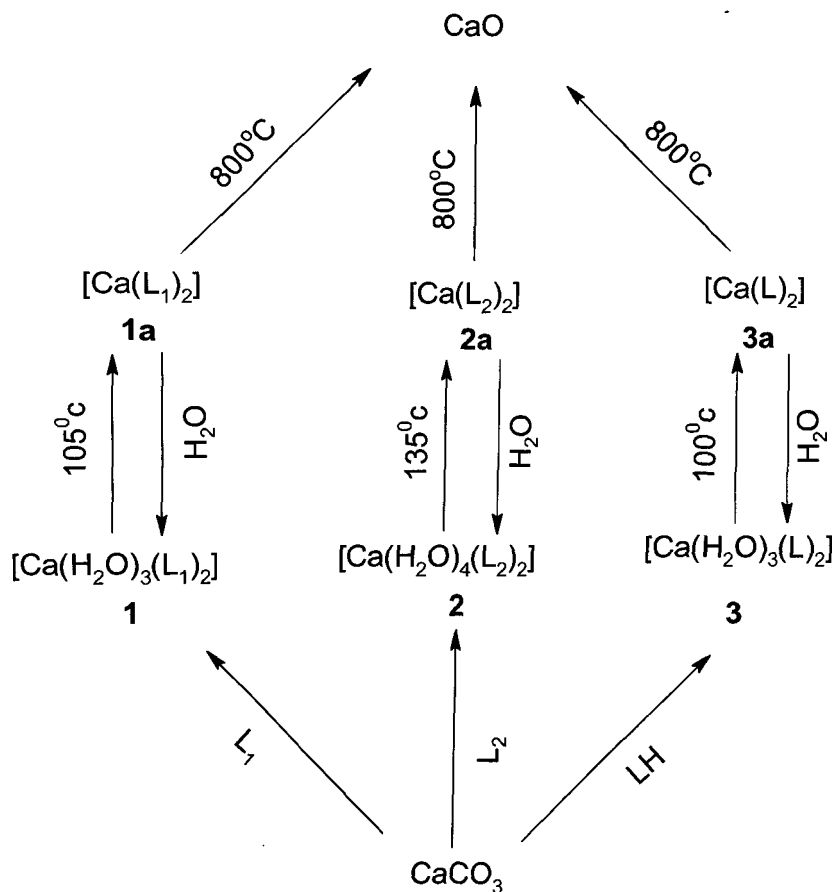 CaO
800°C 800°C 800°C
[Ca(L₁)₂] [Ca(L₂)₂] [Ca(L)₂]
1a 2a 3a
105⁰c H₂O 135⁰c H₂O 100⁰c H₂O
[Ca(H₂O)₃(L₁)₂] [Ca(H₂O)₄(L₂)₂] [Ca(H₂O)₃(L)₂]
1 2 3
L₁ L₂ LH
CaCO₃